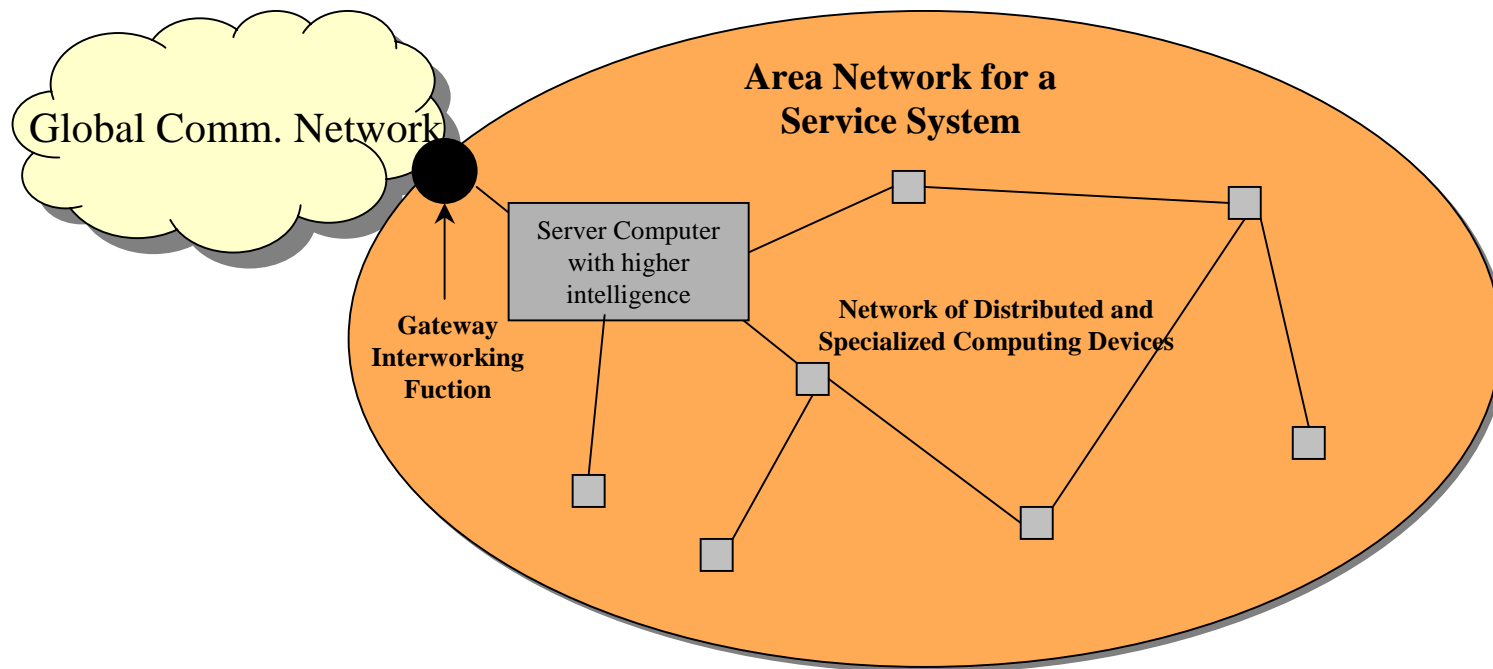 Global Comm. Network
Area Network for a
Service System
Server Computer
with higher
intelligence
Network of Distributed and
Specialized Computing Devices
Gateway
Interworking
Fuction